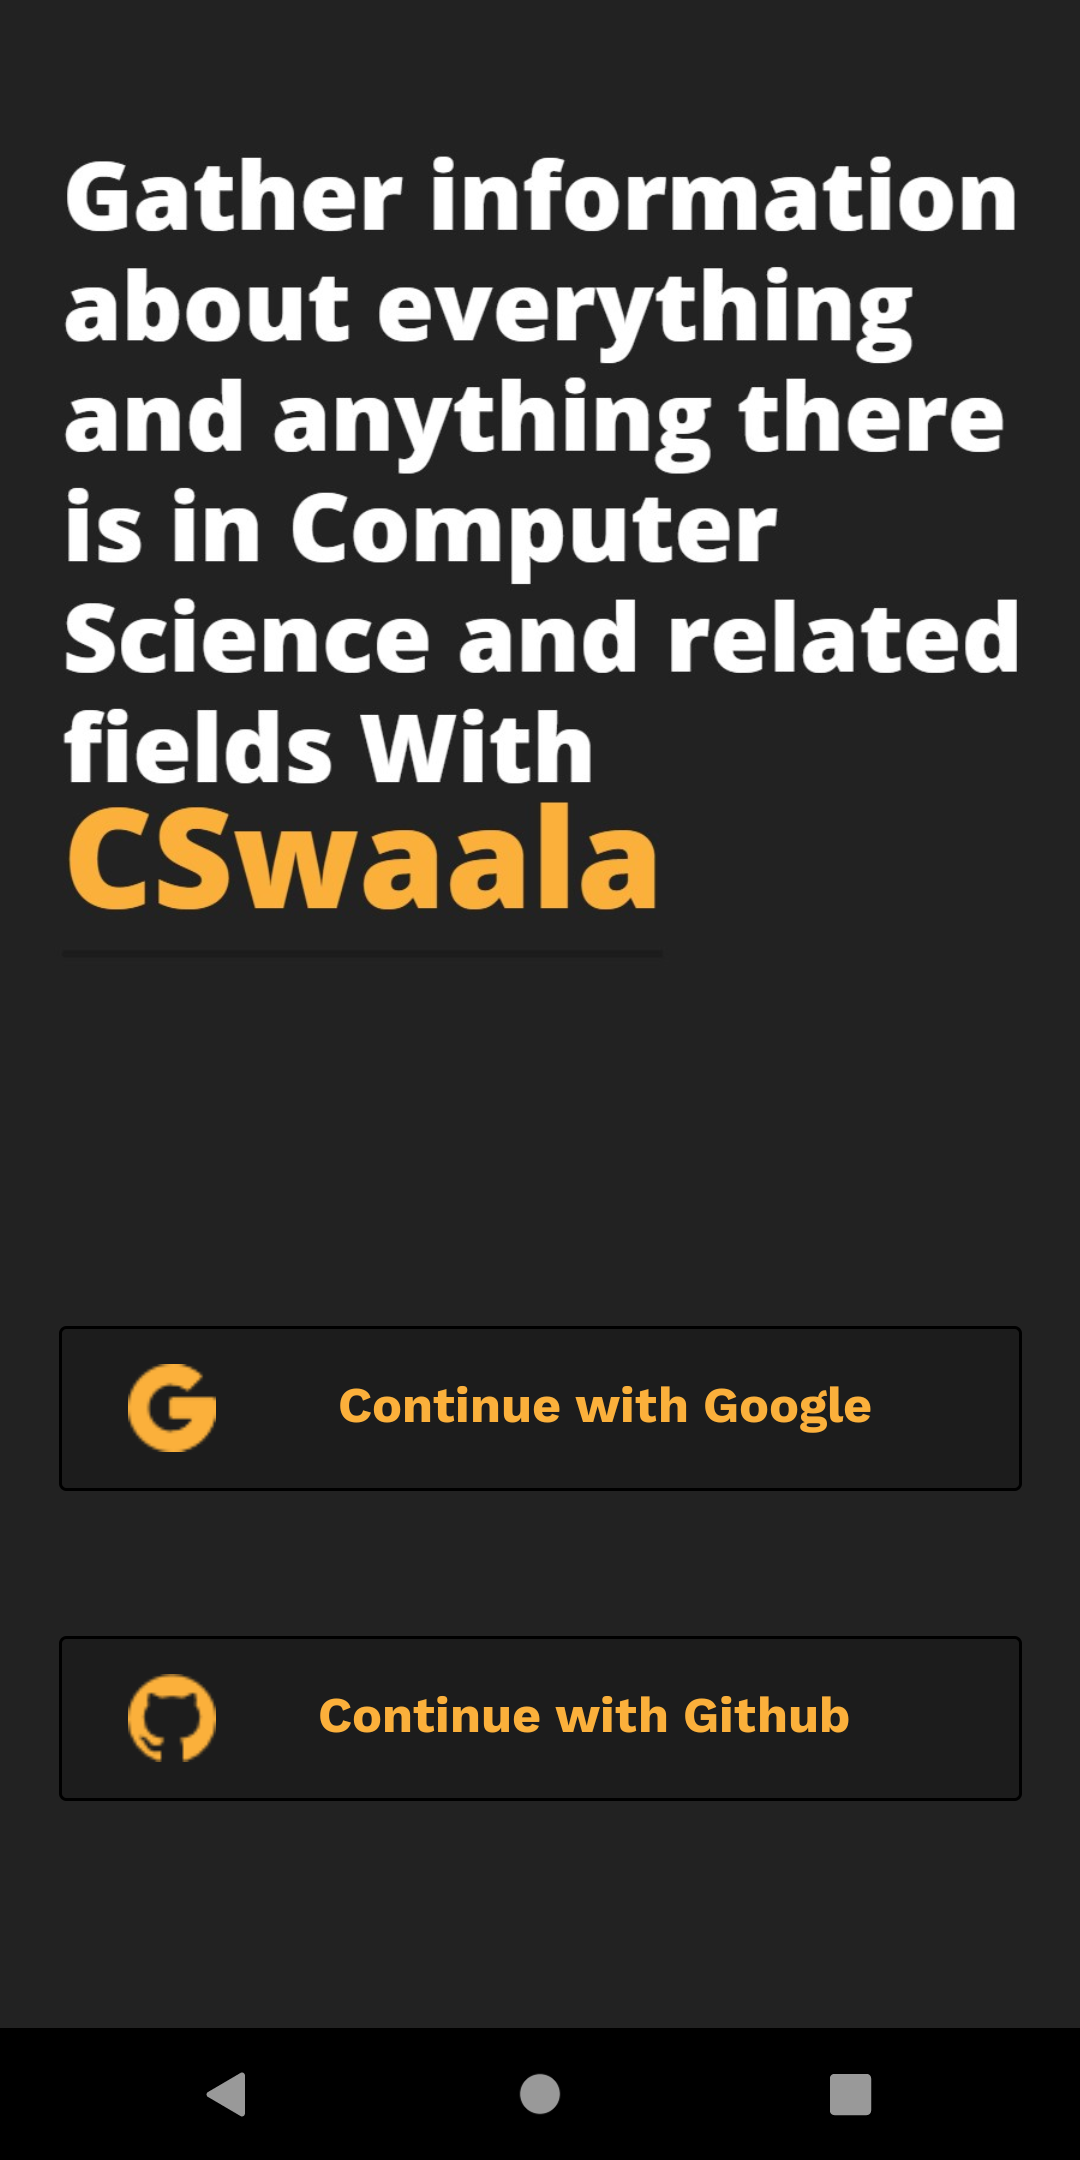 Gather information
about everything
and anything there
is in Computer
Science and related
fields With
CSwaala
Continue with Google
Continue with Github